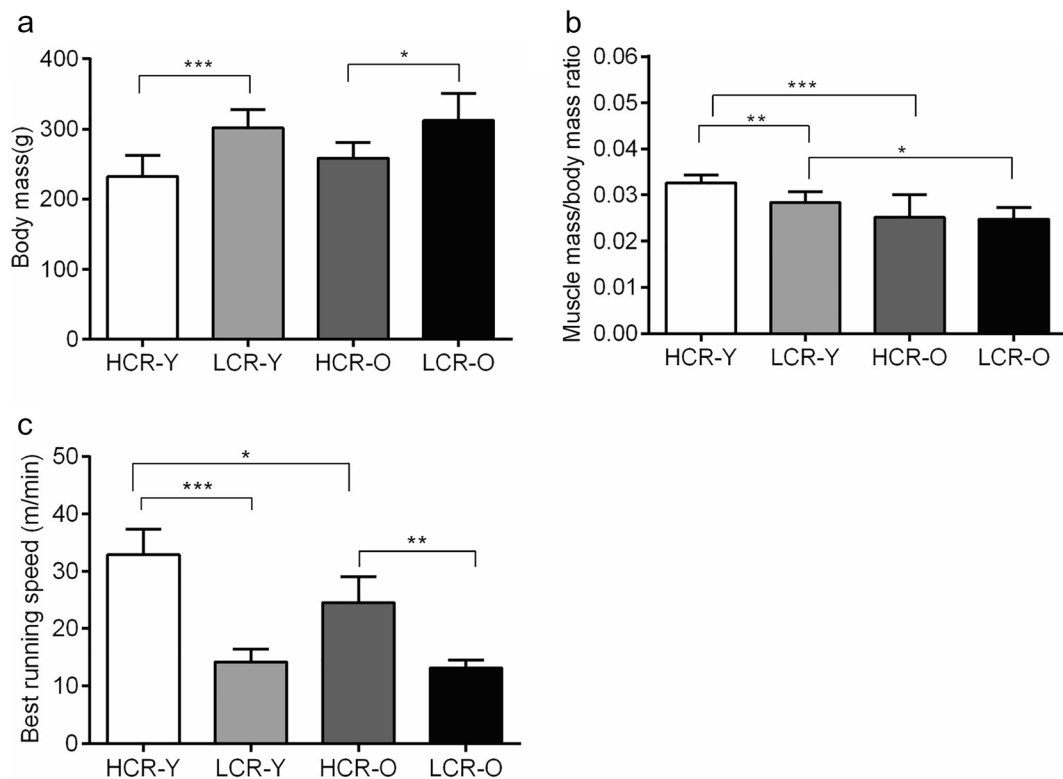 a
Body mass(g)
400
300
200
100
0
***
*
HCR-Y LCR-Y HCR-O LCR-O
b
Muscle mass/body mass ratio
0.06
0.05
0.04
0.03
0.02
0.01
0.00
***
**
*
HCR-Y LCR-Y HCR-O LCR-O
c
Best running speed (m/min)
50
40
30
20
10
0
*
***
**
HCR-Y LCR-Y HCR-O LCR-O